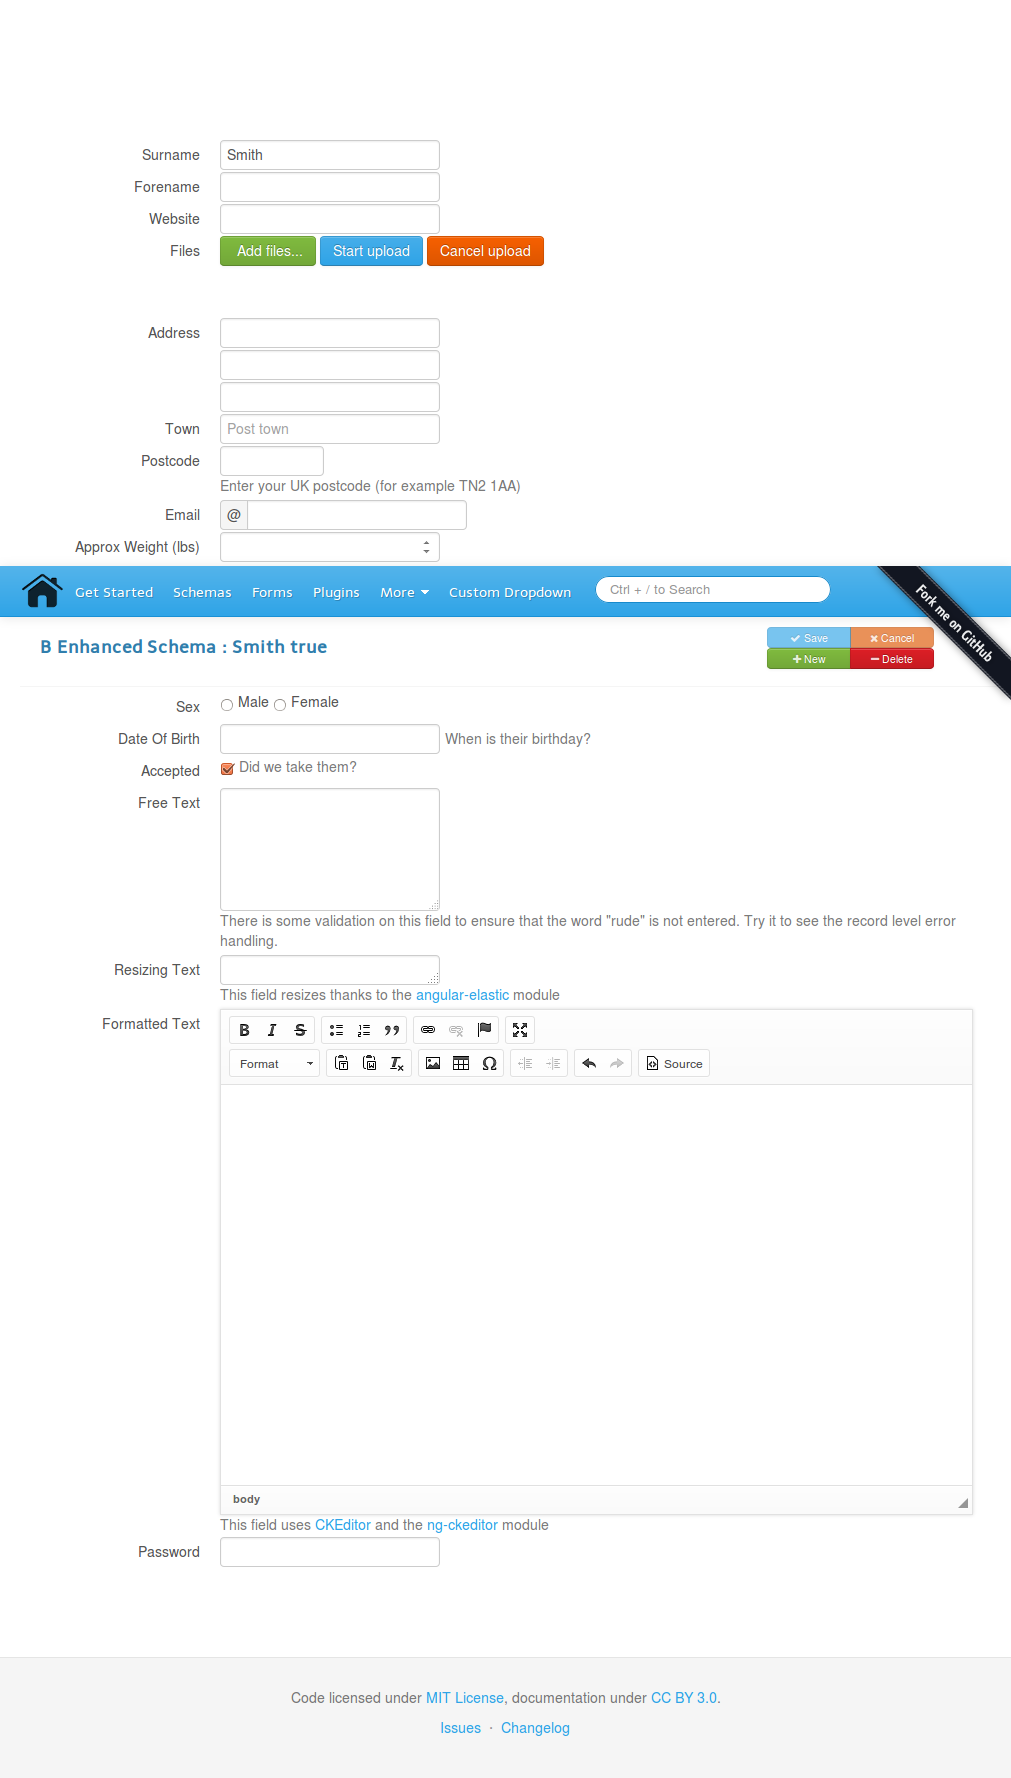 Surname Smith
Forename
Website
Files Add files... Start upload Cancel upload
Address
Town Post town
Postcode
Enter your UK postcode (for example TN2 1AA)
Email @
Approx Weight (lbs)
Get Started Schemas Forms Plugins More Custom Dropdown Ctrl + / to Search
Fork me on GitHub
B Enhanced Schema : Smith true
Save Cancel
New Delete
Sex Male Female
Date Of Birth When is their birthday?
Accepted Did we take them?
Free Text
There is some validation on this field to ensure that the word "rude" is not entered. Try it to see the record level error
handling.
Resizing Text
This field resizes thanks to the angular-elastic module
Formatted Text
Format Source
body
This field uses CKEditor and the ng-ckeditor module
Password
Code licensed under MIT License, documentation under CC BY 3.0.
Issues · Changelog